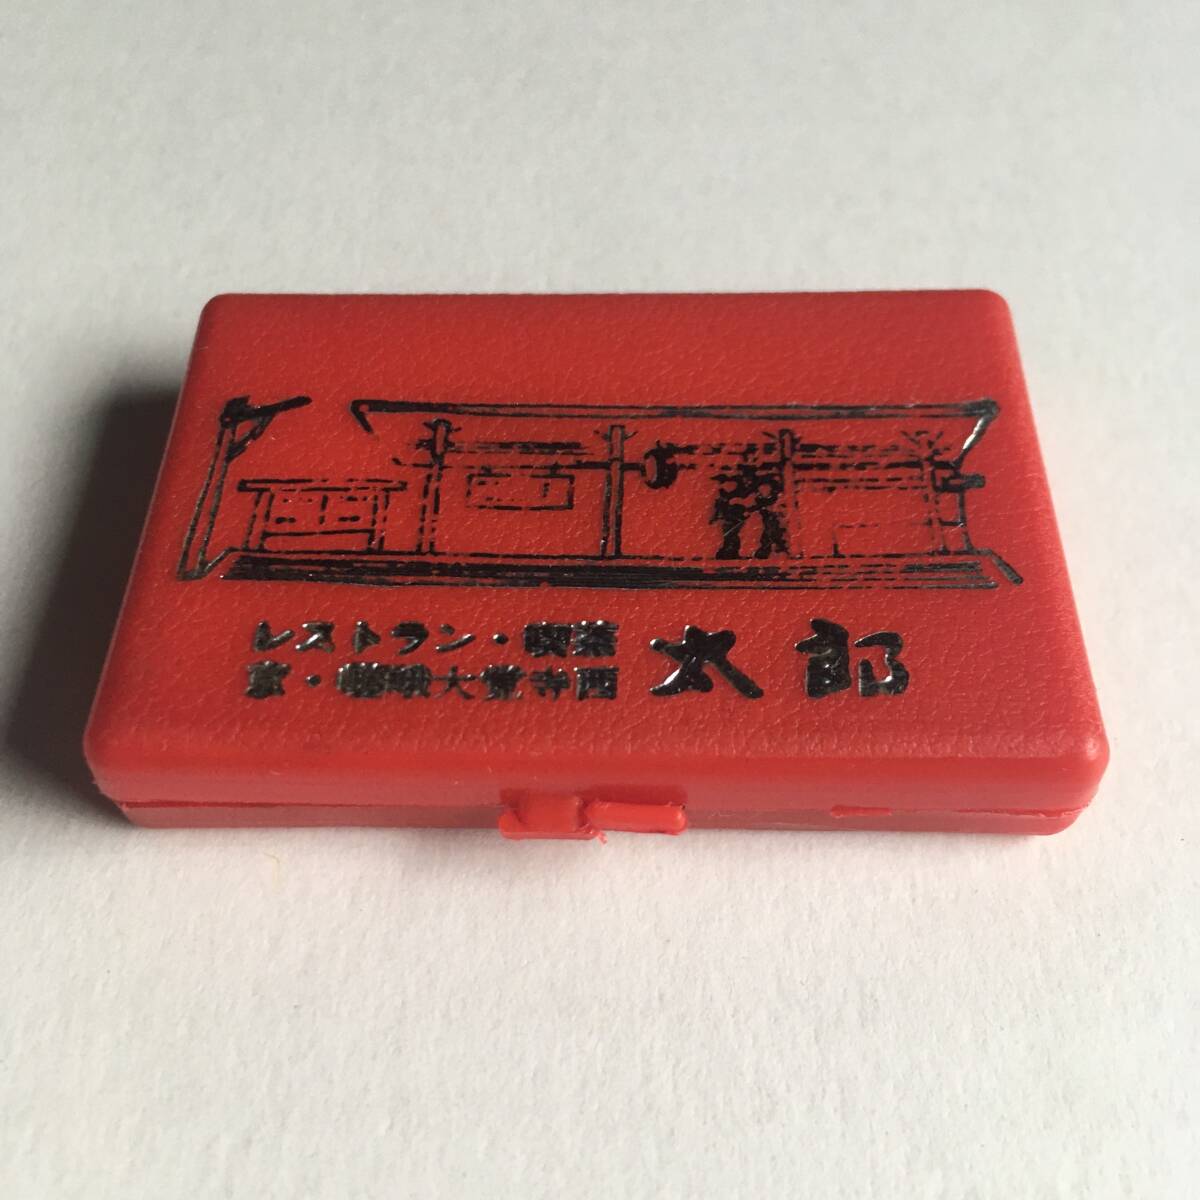 レストラン・喫茶
京・嵯峨大覚寺西
太郎